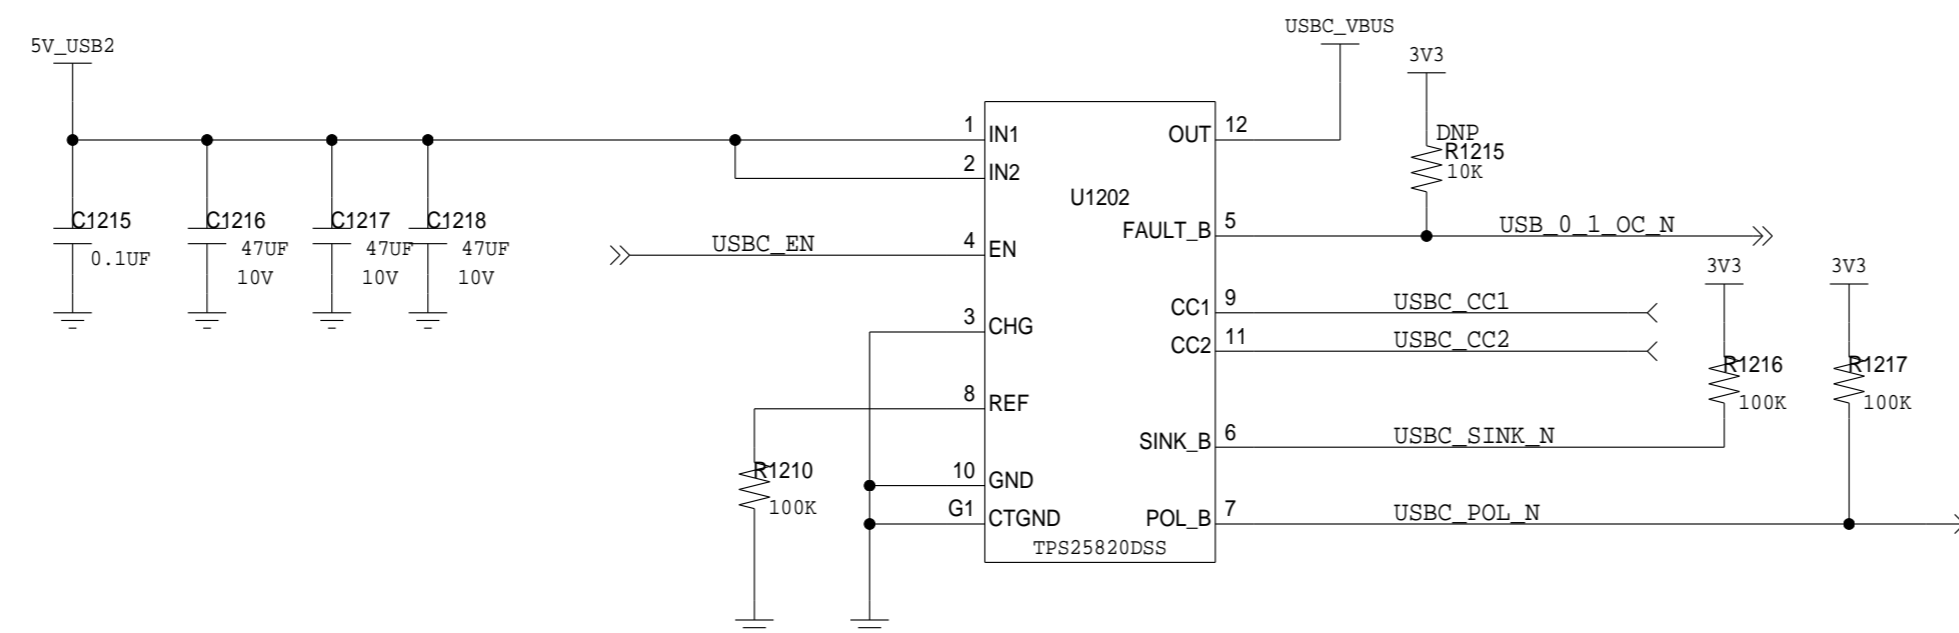 USBC_VBUS
5V_USB2
3V3
1 IN1
OUT 12
DNP
R1215
10K
2 IN2
U1202
C1215
0.1UF
C1216
47UF
10V
C1217
47UF
10V
C1218
47UF
10V
USBC_EN
4 EN
FAULT_B 5
USB_0_1_OC_N
3V3
3V3
CC1 9
USBC_CC1
3 CHG
CC2 11
USBC_CC2
R1216
100K
R1217
100K
8 REF
SINK_B 6
USBC_SINK_N
R1210
100K
10 GND
G1 CTGND
POL_B 7
USBC_POL_N
TPS25820DSS